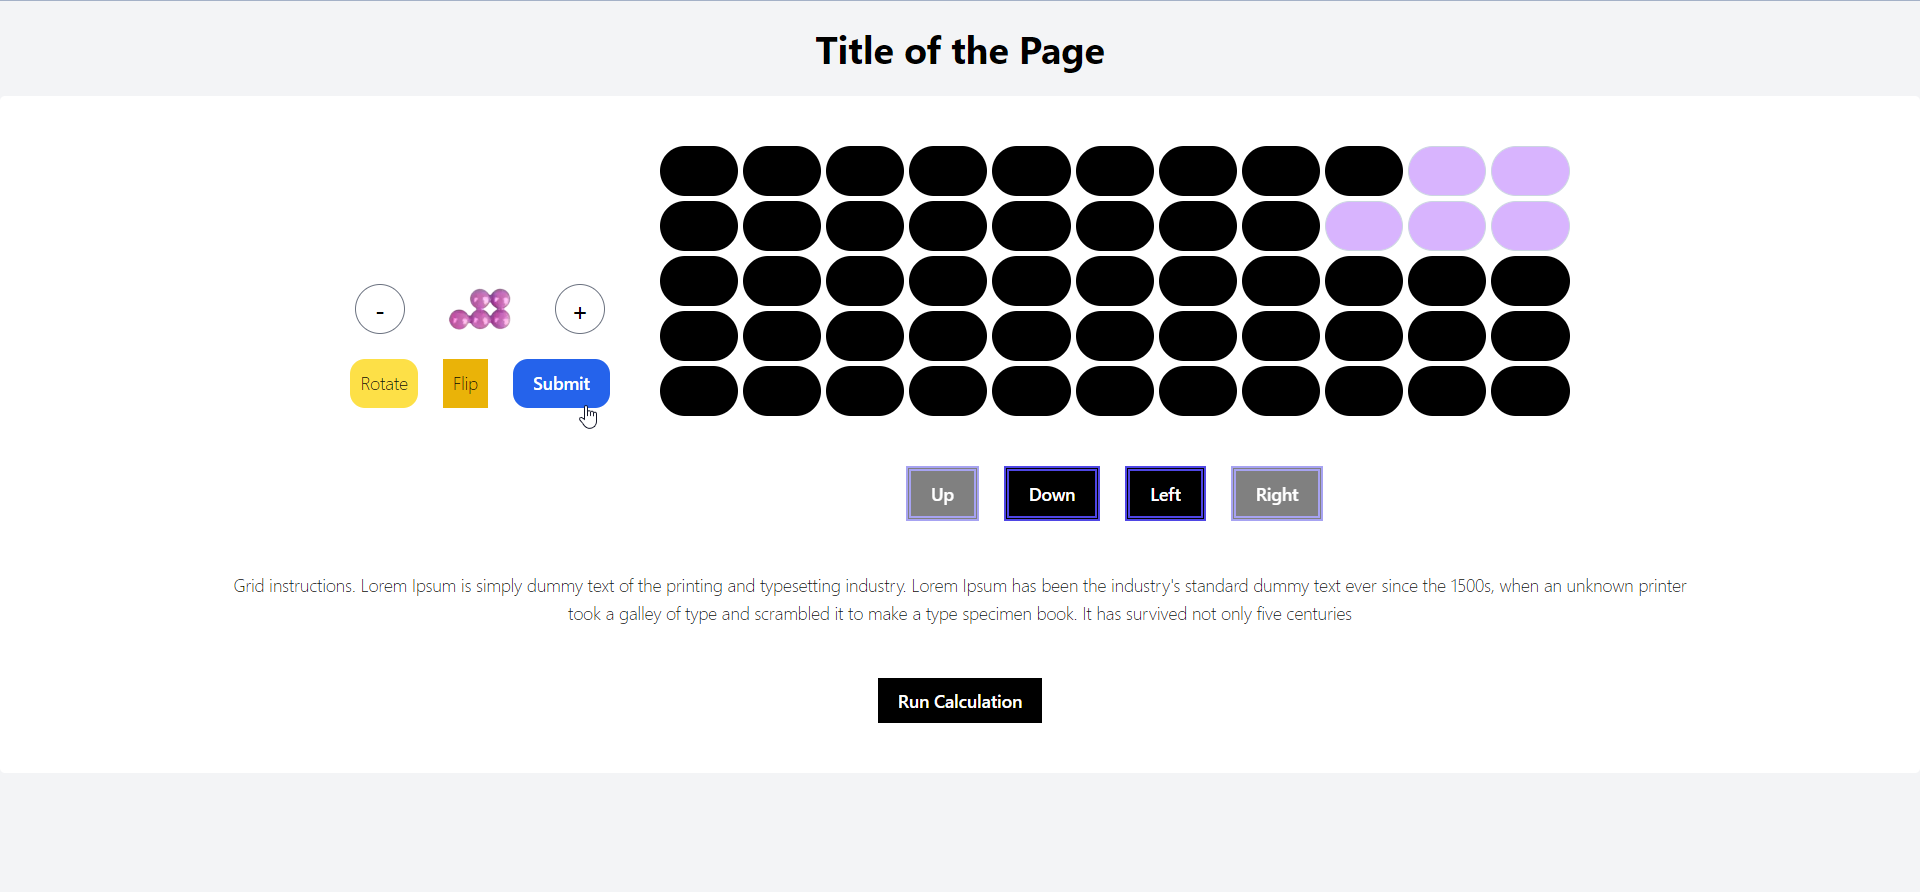 Title of the Page
-
+
Rotate
Flip
Submit
Up
Down
Left
Right
Grid instructions. Lorem Ipsum is simply dummy text of the printing and typesetting industry. Lorem Ipsum has been the industry's standard dummy text ever since the 1500s, when an unknown printer
took a galley of type and scrambled it to make a type specimen book. It has survived not only five centuries
Run Calculation